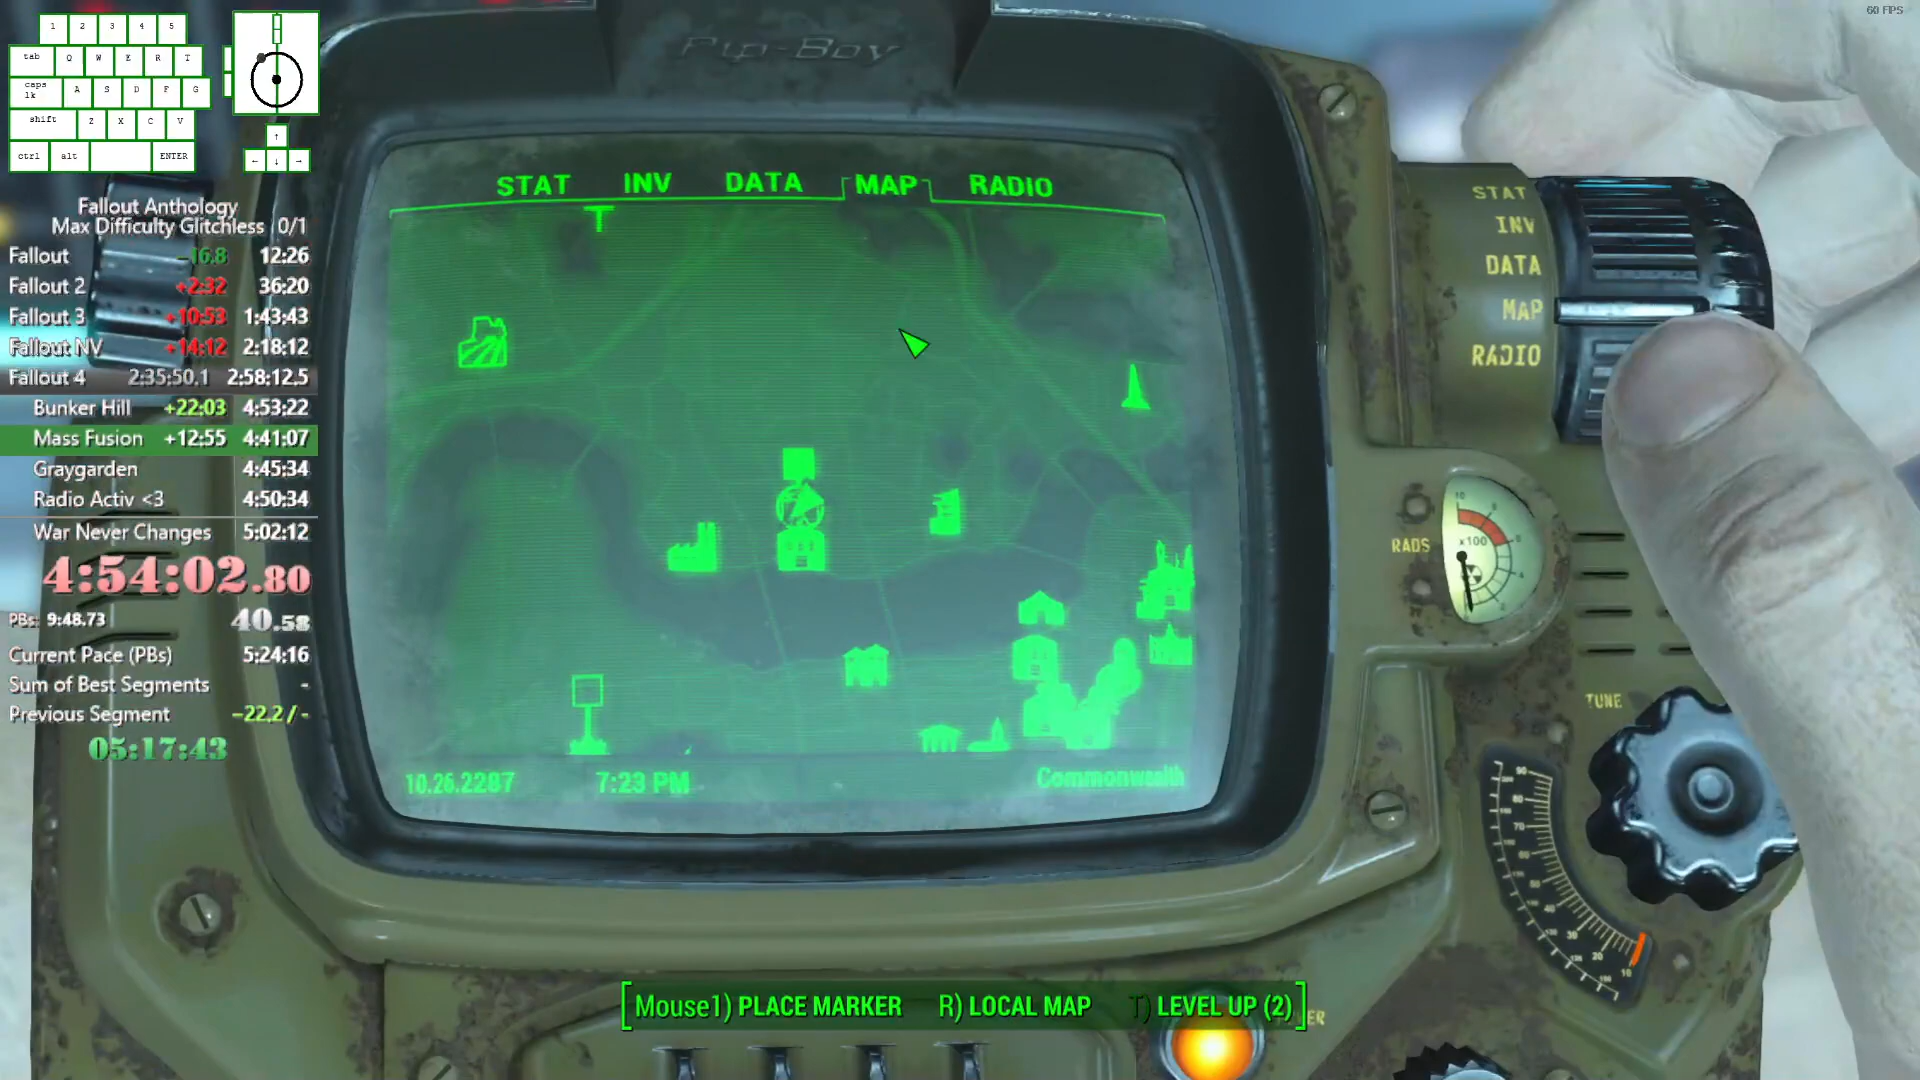 60 FPS
Pip-Boy
1 2 3 4 5
tab Q W E R T
caps lk A S D F G
shift Z X C V
ctrl alt ENTER
↑
← ↓ →
Fallout Anthology
Max Difficulty Glitchless 0/1
Fallout -16.8 12:26
Fallout 2 +2:32 36:20
Fallout 3 +10:53 1:43:43
Fallout NV +14:12 2:18:12
Fallout 4 2:35:50.1 2:58:12.5
Bunker Hill +22:03 4:53:22
Mass Fusion +12:55 4:41:07
Graygarden 4:45:34
Radio Activ <3 4:50:34
War Never Changes 5:02:12
4:54:02.80
PBs: 9:48.73 40.58
Current Pace (PBs) 5:24:16
Sum of Best Segments -
Previous Segment -22.2 / -
05:17:43
STAT INV DATA MAP RADIO
10.26.2287 7:23 PM Commonwealth
STAT
INV
DATA
MAP
RADIO
RADS
x100
TUNE
[Mouse1) PLACE MARKER R) LOCAL MAP T) LEVEL UP (2)]